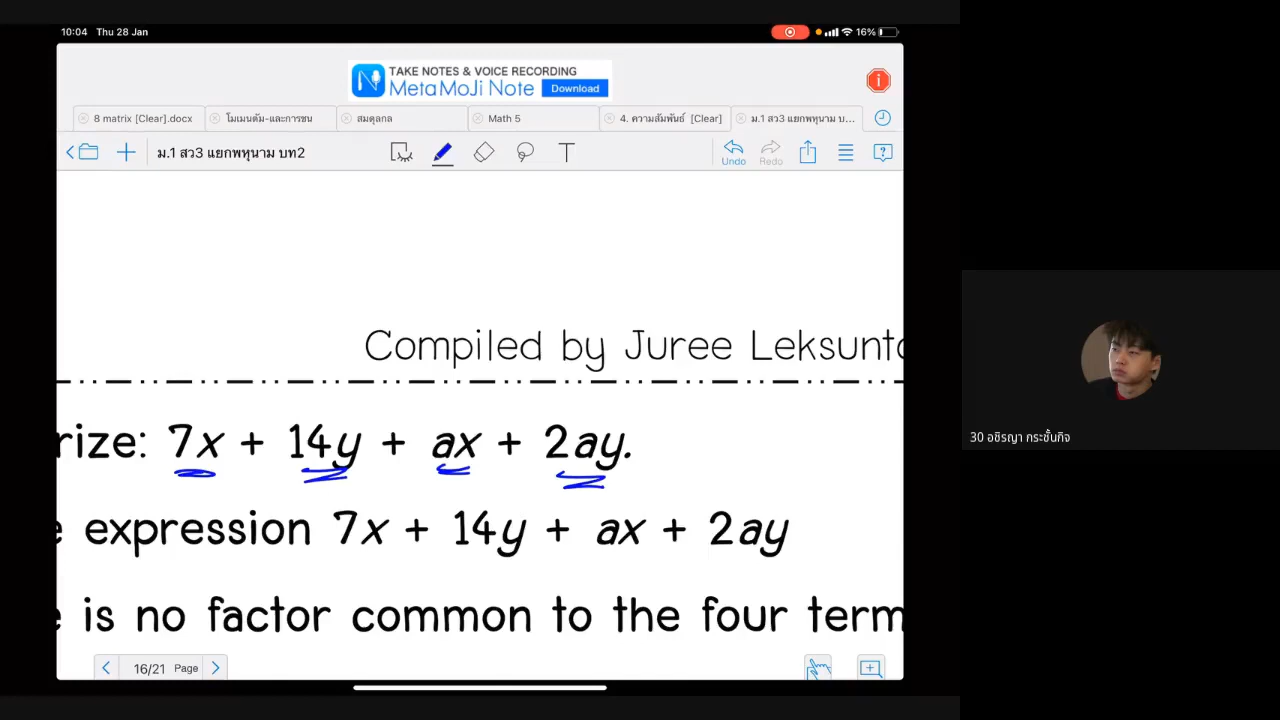 10:04 Thu 28 Jan 16%
TAKE NOTES & VOICE RECORDING
MetaMoJi Note Download
8 matrix [Clear].docx โมเมนตัม-และการชน สมดุลกล Math 5 4. ความสัมพันธ์ [Clear] ม.1 สว3 แยกพหุนาม บ...
ม.1 สว3 แยกพหุนาม บท2 T Undo Redo
Compiled by Juree Leksunta
rize: 7x + 14y + ax + 2ay.
e expression 7x + 14y + ax + 2ay
e is no factor common to the four term
16/21 Page
30 อชิรญา กระชั้นกิจ